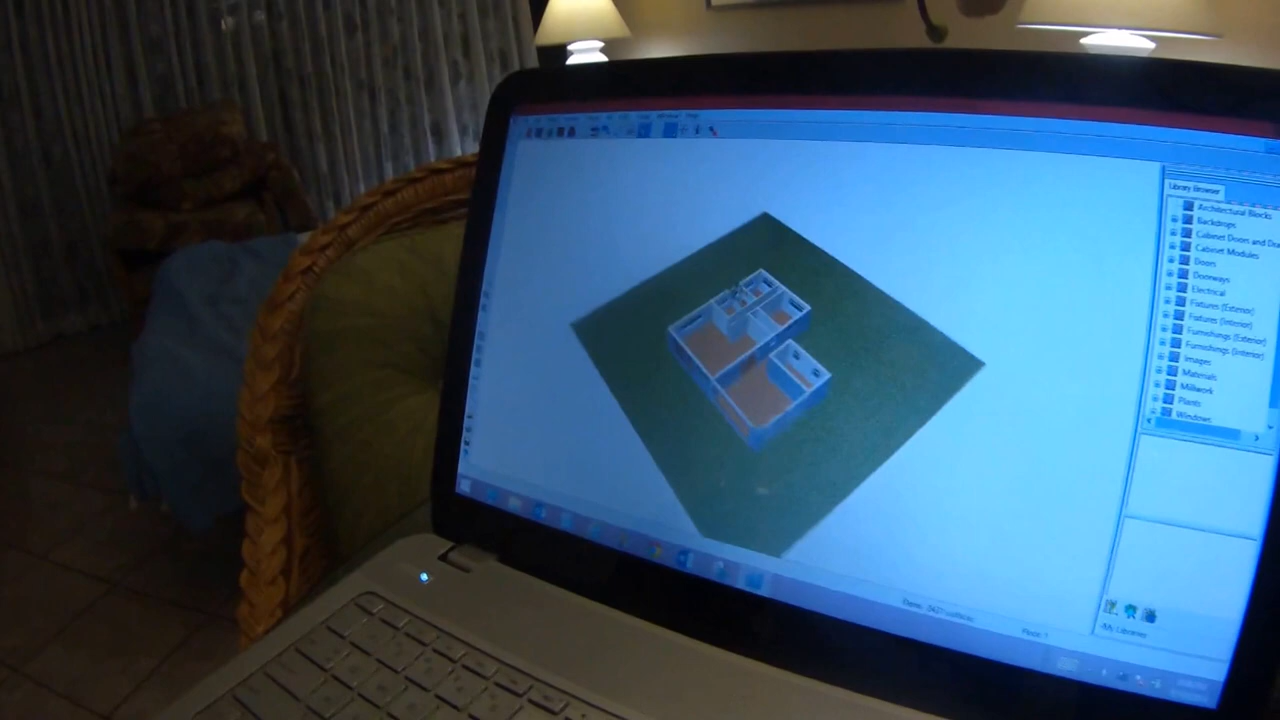 Library Browser
Architectural Blocks
Backdrops
Cabinet Doors and Dra
Cabinet Modules
Doors
Doorways
Electrical
Fixtures (Exterior)
Fixtures (Interior)
Furnishings (Exterior)
Furnishings (Interior)
Images
Materials
Millwork
Plants
Windows
My Libraries